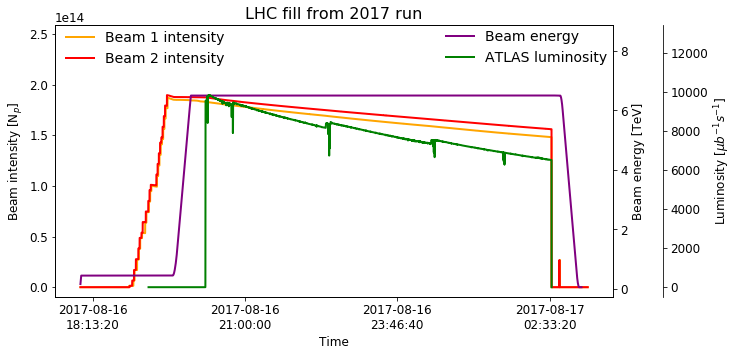 LHC fill from 2017 run
1e14
Beam 1 intensity
Beam 2 intensity
Beam energy
ATLAS luminosity
Beam intensity [N_p]
2.5
2.0
1.5
1.0
0.5
0.0
8
6
4
2
0
Beam energy [TeV]
12000
10000
8000
6000
4000
2000
0
Luminosity [μb⁻¹s⁻¹]
2017-08-16
18:13:20
2017-08-16
21:00:00
2017-08-16
23:46:40
2017-08-17
02:33:20
Time